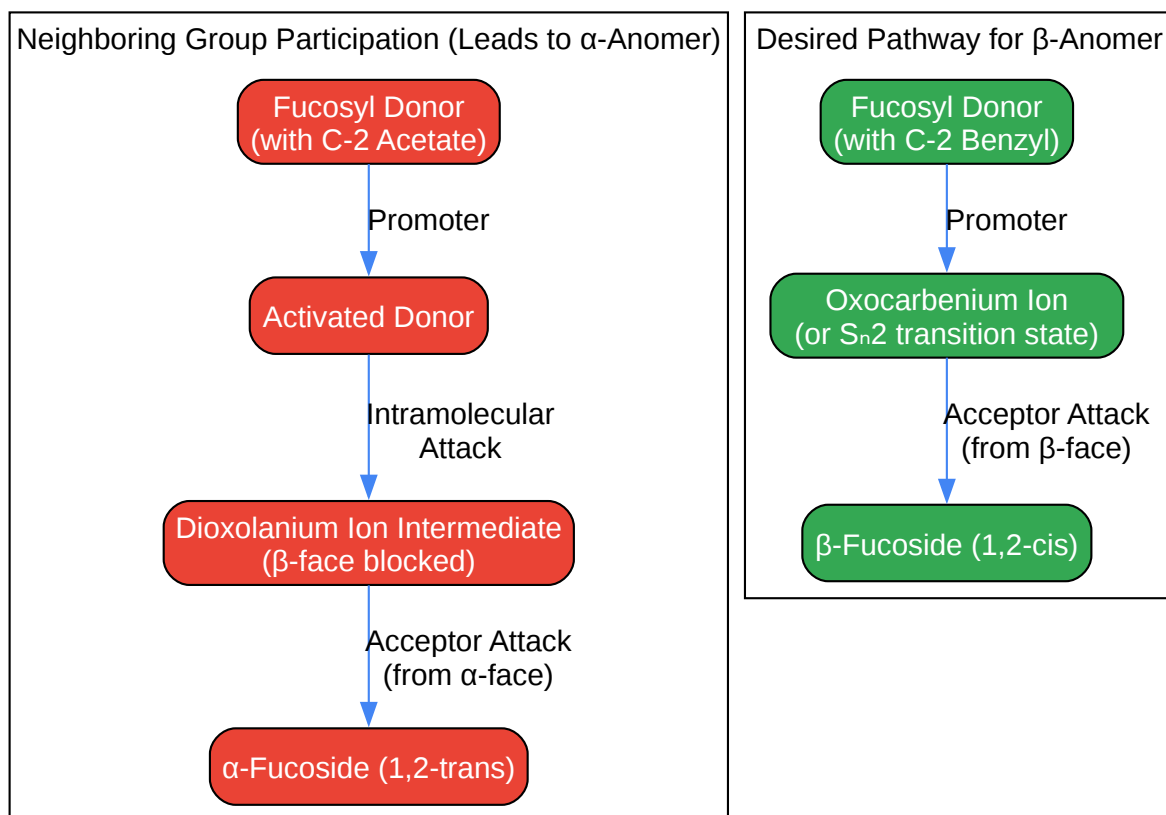 Neighboring Group Participation (Leads to α-Anomer)
Fucosyl Donor
(with C-2 Acetate)
Promoter
Activated Donor
Intramolecular
Attack
Dioxolanium Ion Intermediate
(β-face blocked)
Acceptor Attack
(from α-face)
α-Fucoside (1,2-trans)
Desired Pathway for β-Anomer
Fucosyl Donor
(with C-2 Benzyl)
Promoter
Oxocarbenium Ion
(or Sₙ2 transition state)
Acceptor Attack
(from β-face)
β-Fucoside (1,2-cis)